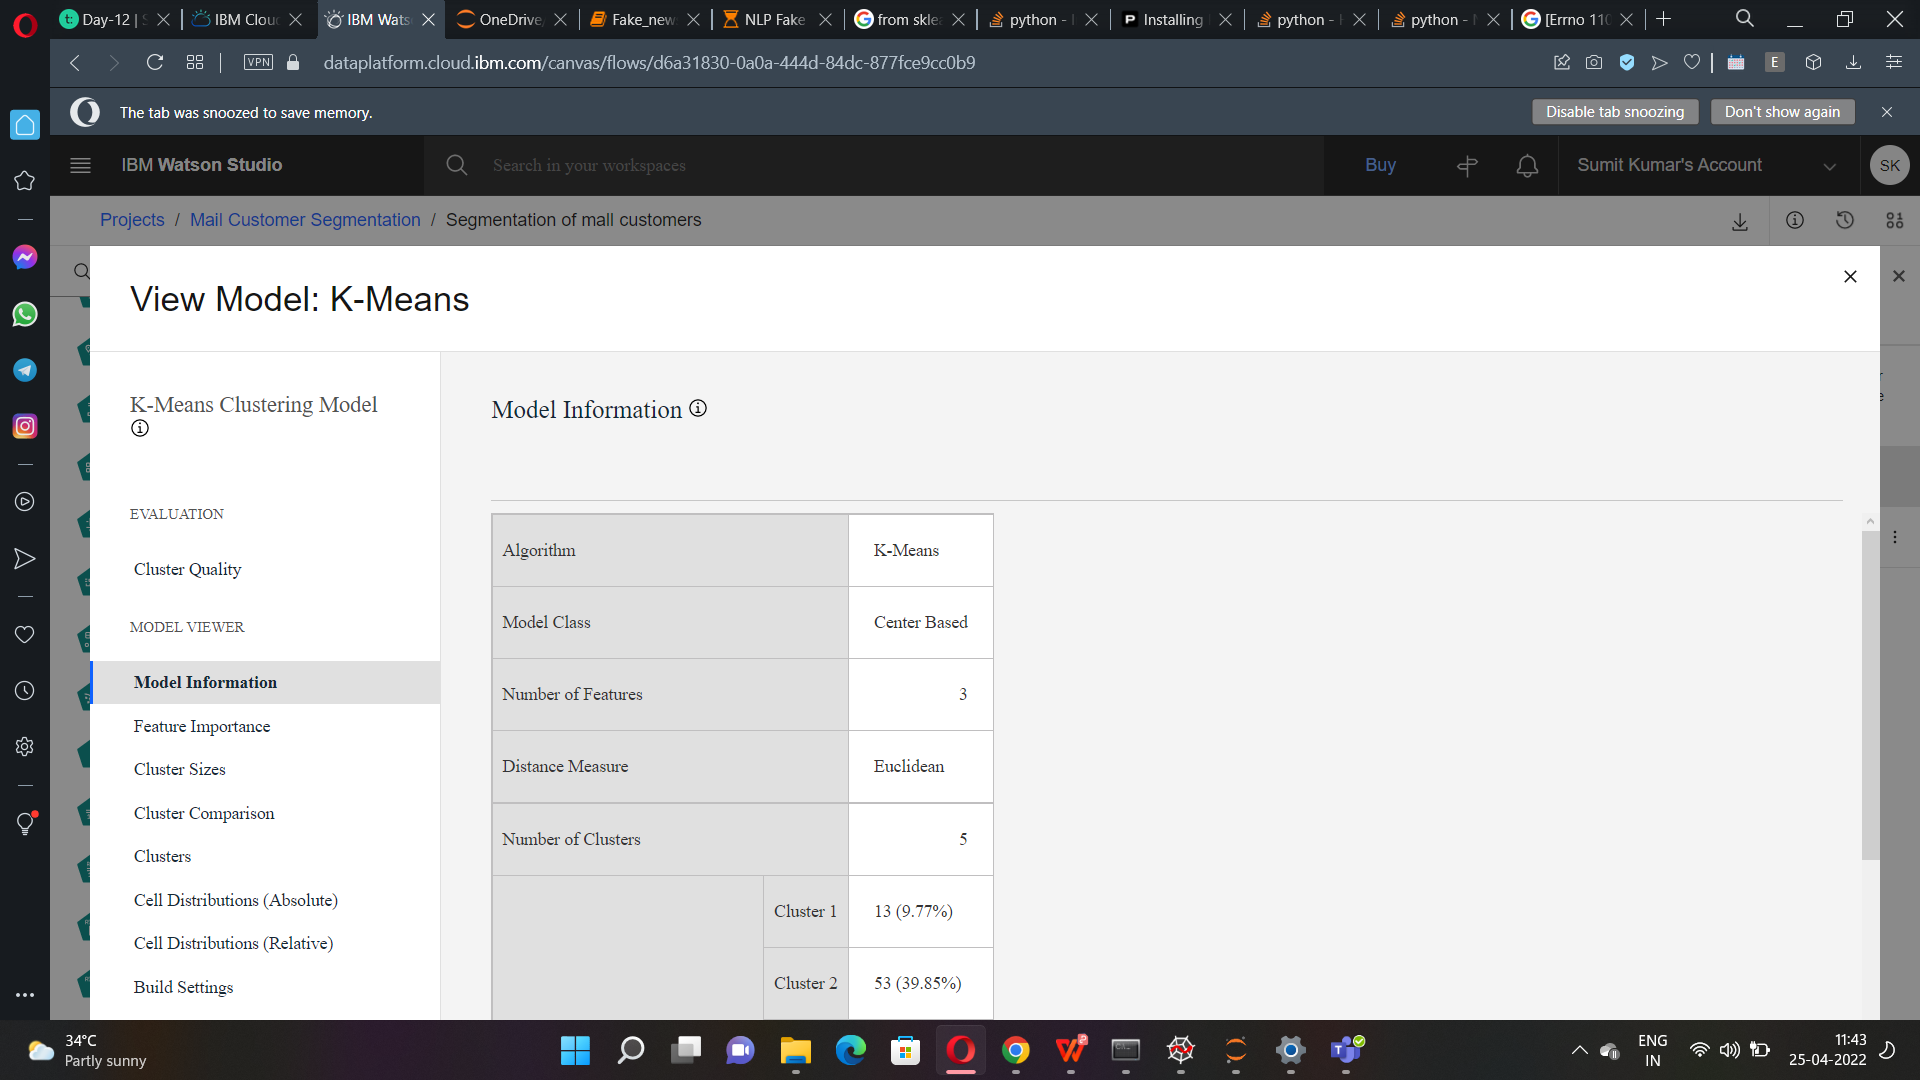 Day-12 | S
IBM Clou
IBM Wats
OneDrive/
Fake_new
NLP Fake
from skle
python - I
Installing
python -
python -
[Errno 110
VPN
dataplatform.cloud.ibm.com/canvas/flows/d6a31830-0a0a-444d-84dc-877fce9cc0b9
E
The tab was snoozed to save memory.
Disable tab snoozing
Don't show again
IBM Watson Studio
Search in your workspaces
Buy
Sumit Kumar's Account
SK
Projects / Mail Customer Segmentation / Segmentation of mall customers
View Model: K-Means
K-Means Clustering Model
EVALUATION
Cluster Quality
MODEL VIEWER
Model Information
Feature Importance
Cluster Sizes
Cluster Comparison
Clusters
Cell Distributions (Absolute)
Cell Distributions (Relative)
Build Settings
Model Information
Algorithm K-Means
Model Class Center Based
Number of Features 3
Distance Measure Euclidean
Number of Clusters 5
Cluster 1 13 (9.77%)
Cluster 2 53 (39.85%)
34°C
Partly sunny
ENG
IN
11:43
25-04-2022